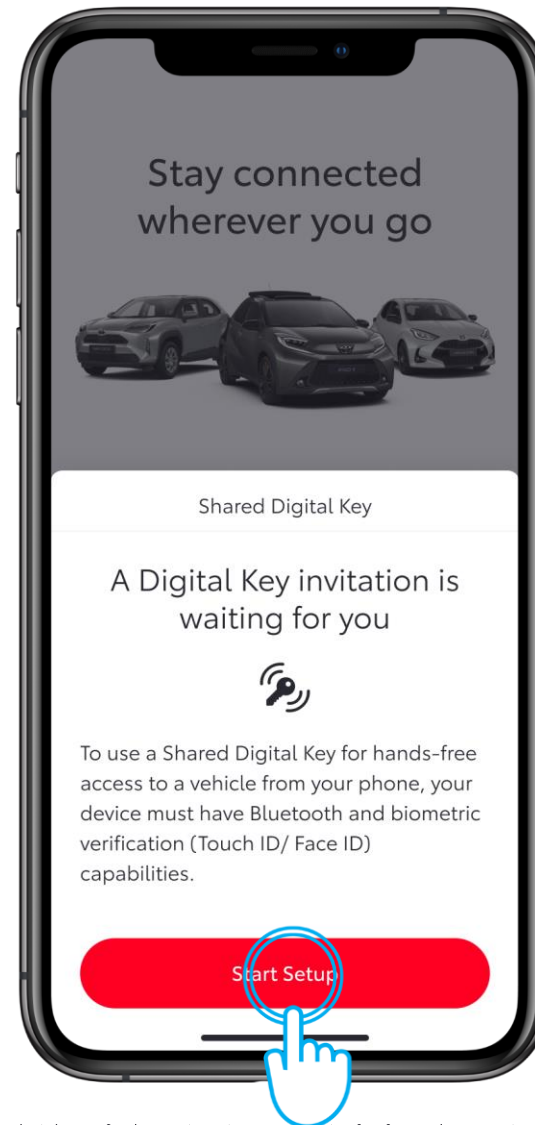 Stay connected
wherever you go
Shared Digital Key
A Digital Key invitation is
waiting for you
To use a Shared Digital Key for hands-free
access to a vehicle from your phone, your
device must have Bluetooth and biometric
verification (Touch ID/ Face ID)
capabilities.
Start Setup